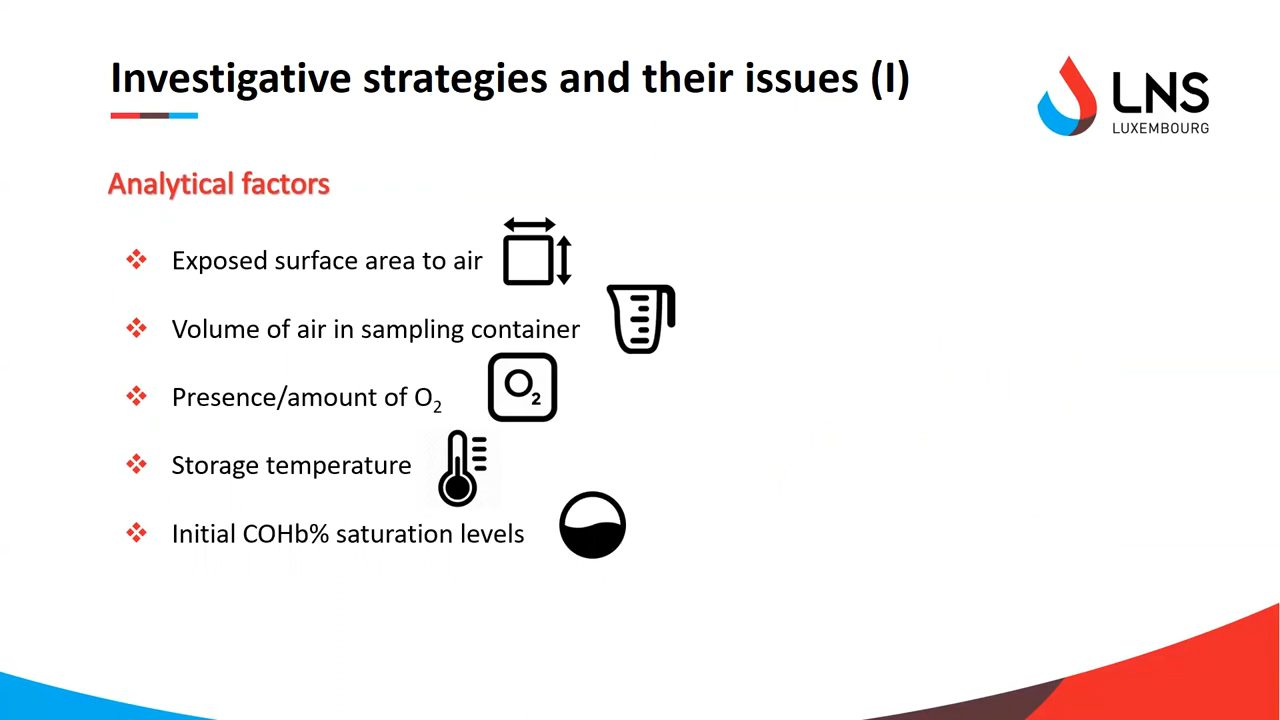 Investigative strategies and their issues (I)
LNS
LUXEMBOURG
Analytical factors
Exposed surface area to air
Volume of air in sampling container
Presence/amount of O₂
O₂
Storage temperature
Initial COHb% saturation levels